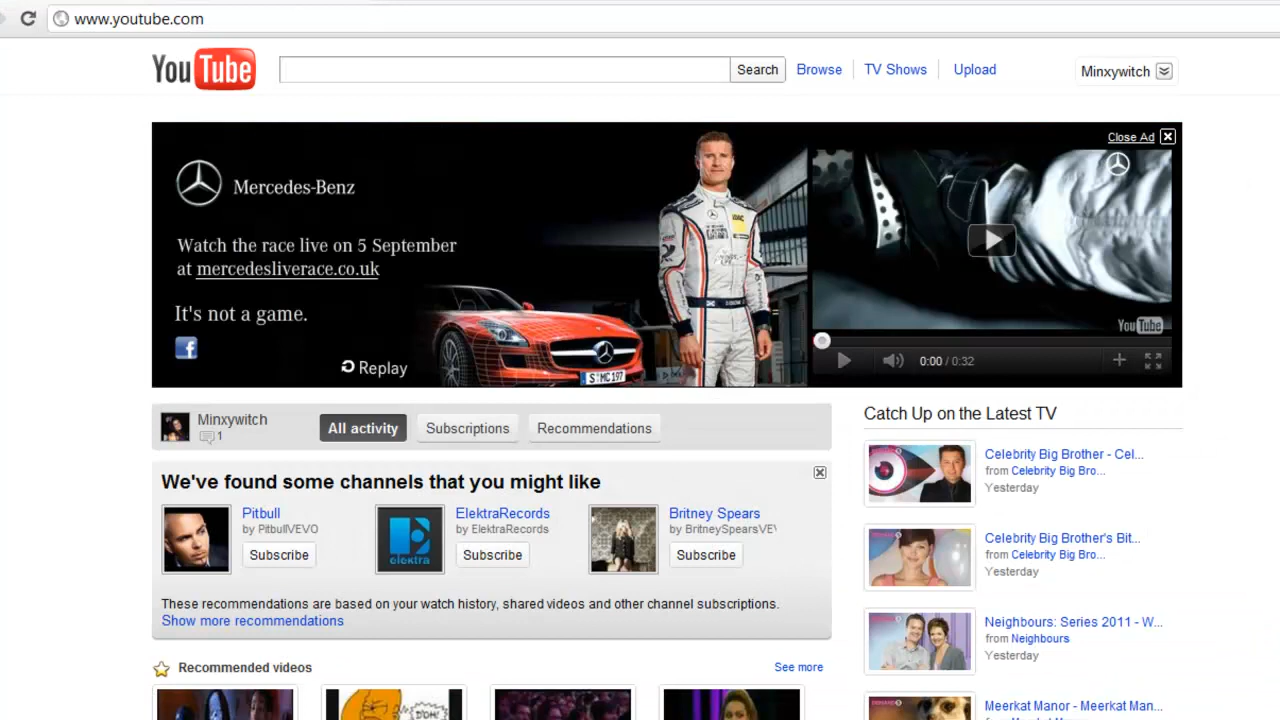 www.youtube.com
YouTube
Search
Browse
TV Shows
Upload
Minxywitch
Close Ad
Mercedes-Benz
Watch the race live on 5 September
at mercedesliverace.co.uk
It's not a game.
Replay
S MC 197
YouTube
0:00 / 0:32
Minxywitch
1
All activity
Subscriptions
Recommendations
Catch Up on the Latest TV
Celebrity Big Brother - Cel...
from Celebrity Big Bro...
Yesterday
We've found some channels that you might like
Pitbull
by PitbullVEVO
Subscribe
elektra
ElektraRecords
by ElektraRecords
Subscribe
Britney Spears
by BritneySpearsVE
Subscribe
Celebrity Big Brother's Bit...
from Celebrity Big Bro...
Yesterday
These recommendations are based on your watch history, shared videos and other channel subscriptions.
Show more recommendations
Neighbours: Series 2011 - W...
from Neighbours
Yesterday
Recommended videos
See more
D'OH!
Meerkat Manor - Meerkat Man...